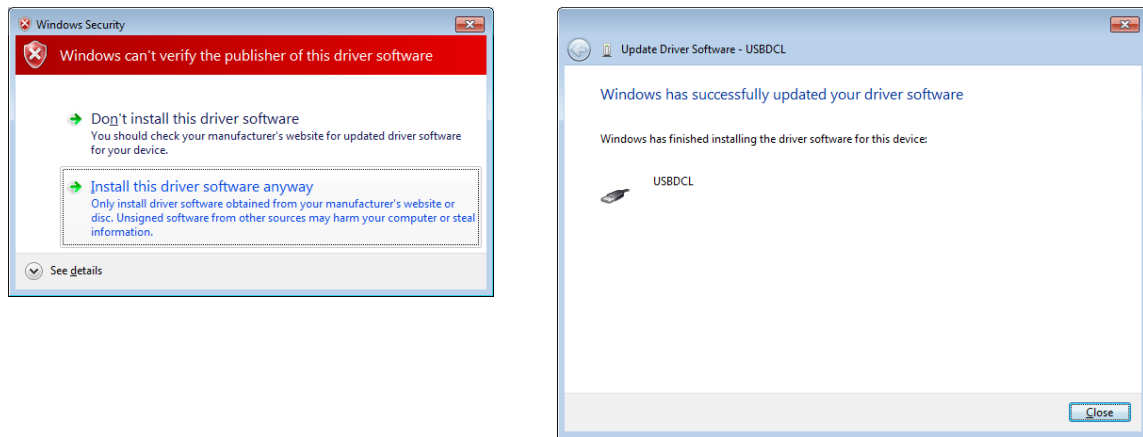 Windows Security
Windows can't verify the publisher of this driver software
Don't install this driver software
You should check your manufacturer's website for updated driver software
for your device.
Install this driver software anyway
Only install driver software obtained from your manufacturer's website or
disc. Unsigned software from other sources may harm your computer or steal
information.
See details
Update Driver Software - USBDCL
Windows has successfully updated your driver software
Windows has finished installing the driver software for this device:
USBDCL
Close